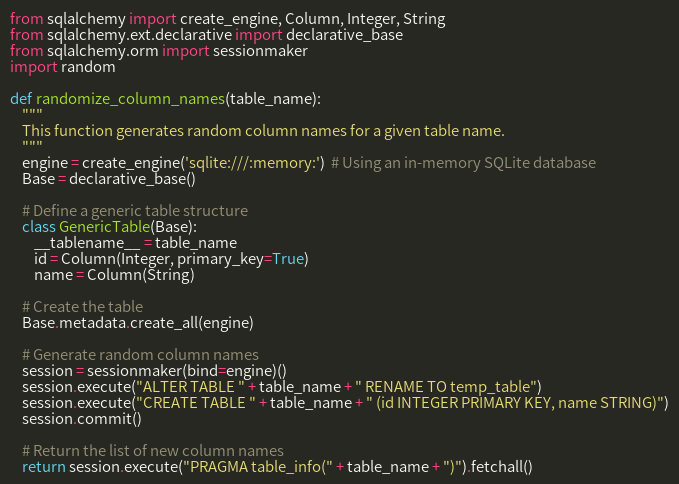 from sqlalchemy import create_engine, Column, Integer, String
from sqlalchemy.ext.declarative import declarative_base
from sqlalchemy.orm import sessionmaker
import random

def randomize_column_names(table_name):
    """
    This function generates random column names for a given table name.
    """
    engine = create_engine('sqlite:///:memory:')  # Using an in-memory SQLite database
    Base = declarative_base()

    # Define a generic table structure
    class GenericTable(Base):
        __tablename__ = table_name
        id = Column(Integer, primary_key=True)
        name = Column(String)

    # Create the table
    Base.metadata.create_all(engine)

    # Generate random column names
    session = sessionmaker(bind=engine)()
    session.execute("ALTER TABLE " + table_name + " RENAME TO temp_table")
    session.execute("CREATE TABLE " + table_name + " (id INTEGER PRIMARY KEY, name STRING)")
    session.commit()

    # Return the list of new column names
    return session.execute("PRAGMA table_info(" + table_name + ")").fetchall()